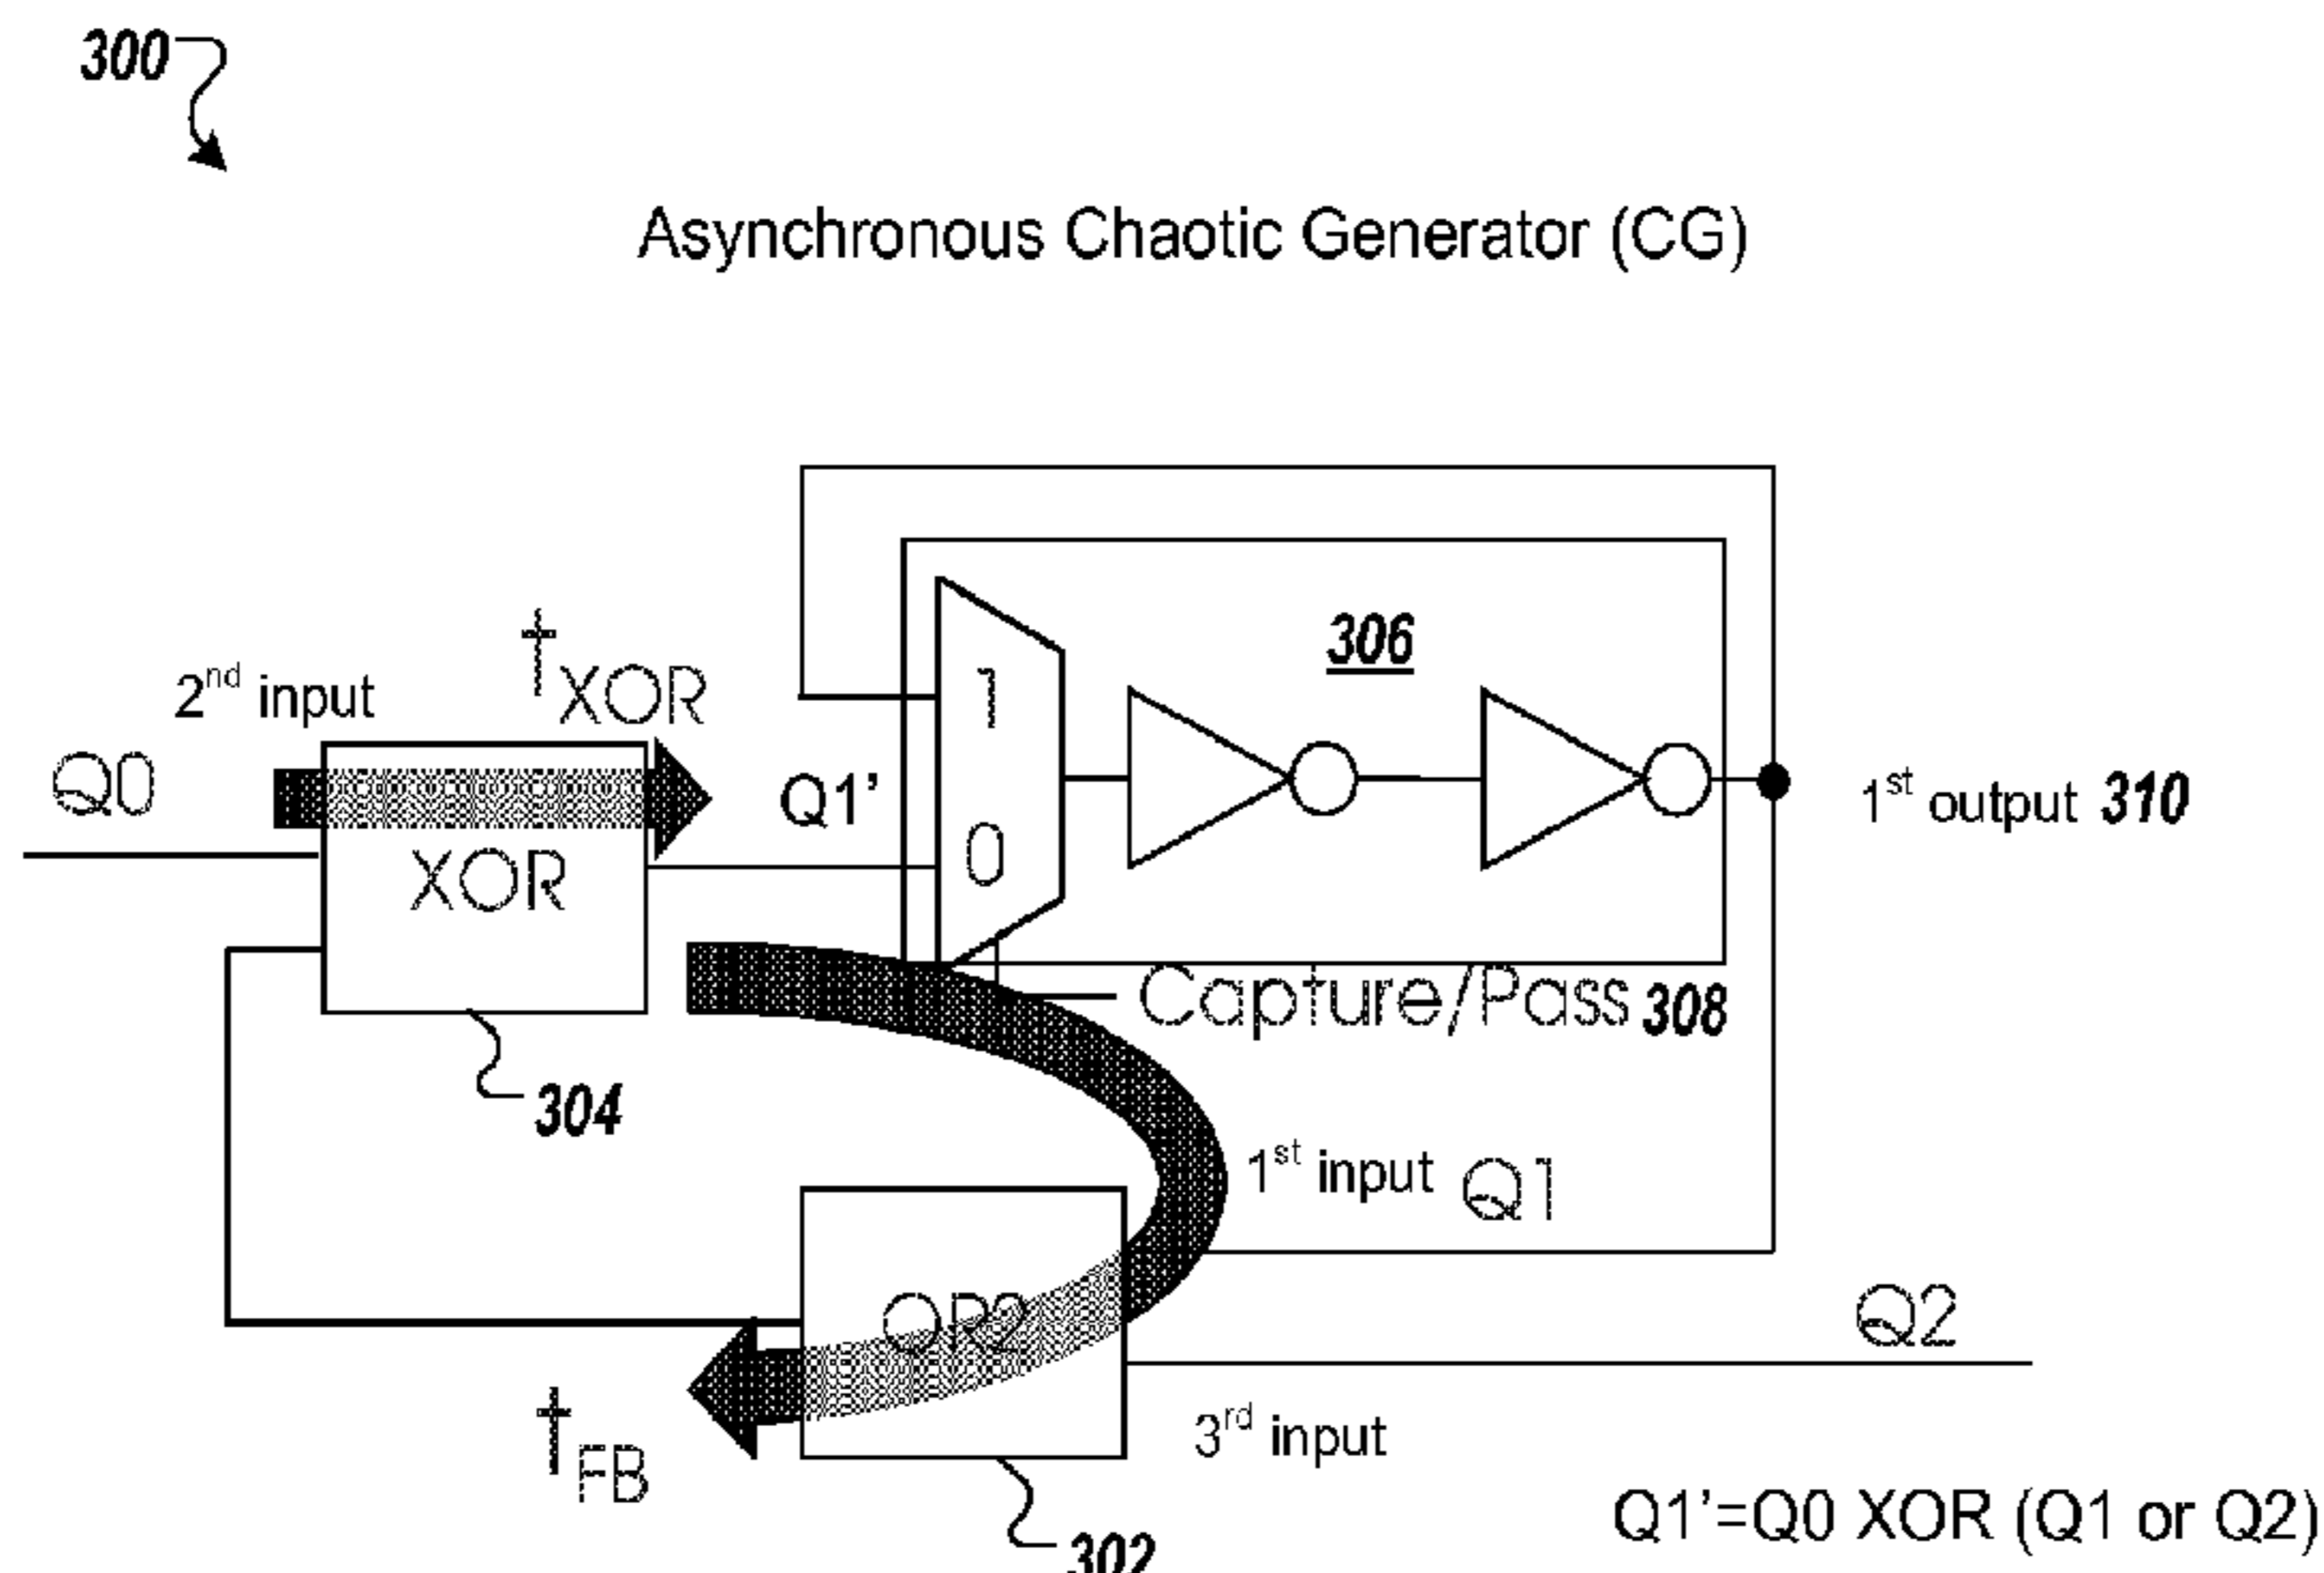 300
Asynchronous Chaotic Generator (CG)
306
tXOR
2nd input
1
Q0
Q1’
1st output 310
XOR
0
Capture/Pass 308
304
1st input Q1
OR2
Q2
tFB
3rd input
Q1’=Q0 XOR (Q1 or Q2)
302